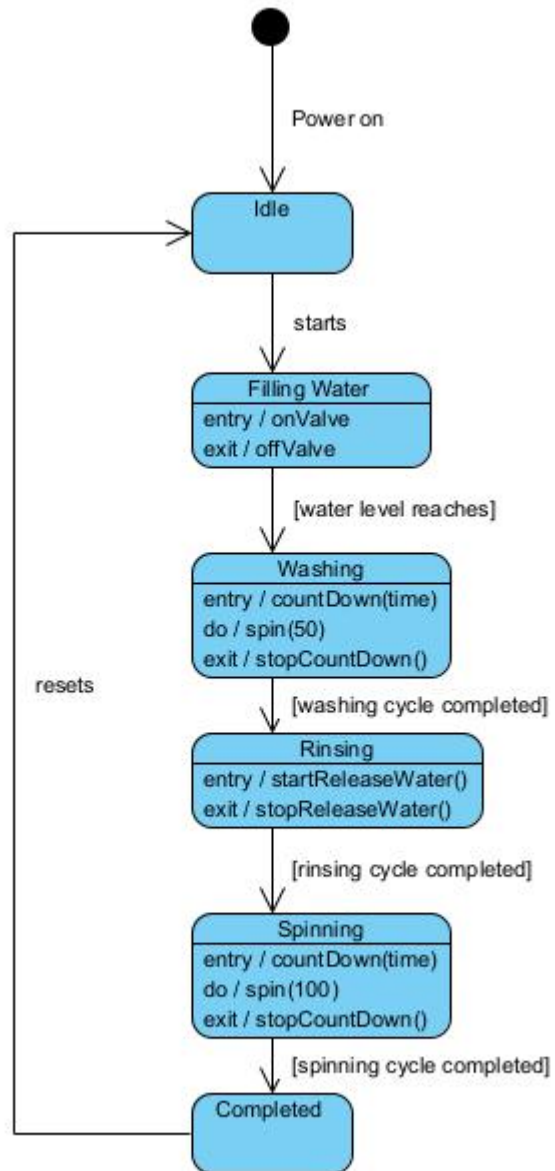 Power on
Idle
starts
Filling Water
entry / onValve
exit / offValve
[water level reaches]
Washing
entry / countDown(time)
do / spin(50)
exit / stopCountDown()
resets
[washing cycle completed]
Rinsing
entry / startReleaseWater()
exit / stopReleaseWater()
[rinsing cycle completed]
Spinning
entry / countDown(time)
do / spin(100)
exit / stopCountDown()
[spinning cycle completed]
Completed